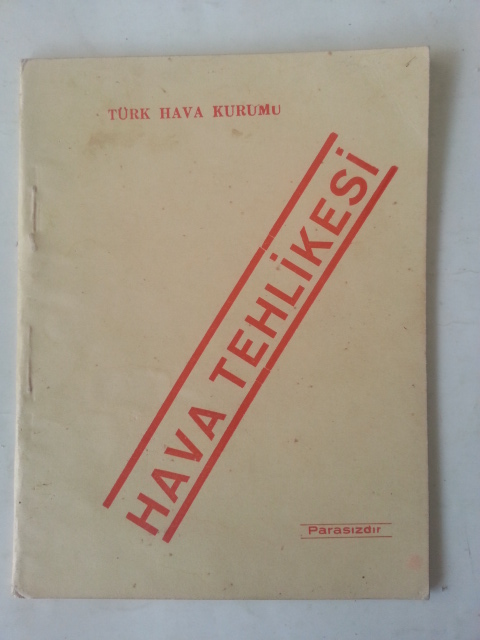 TÜRK HAVA KURUMU
HAVA TEHLİKESİ
Parasızdır